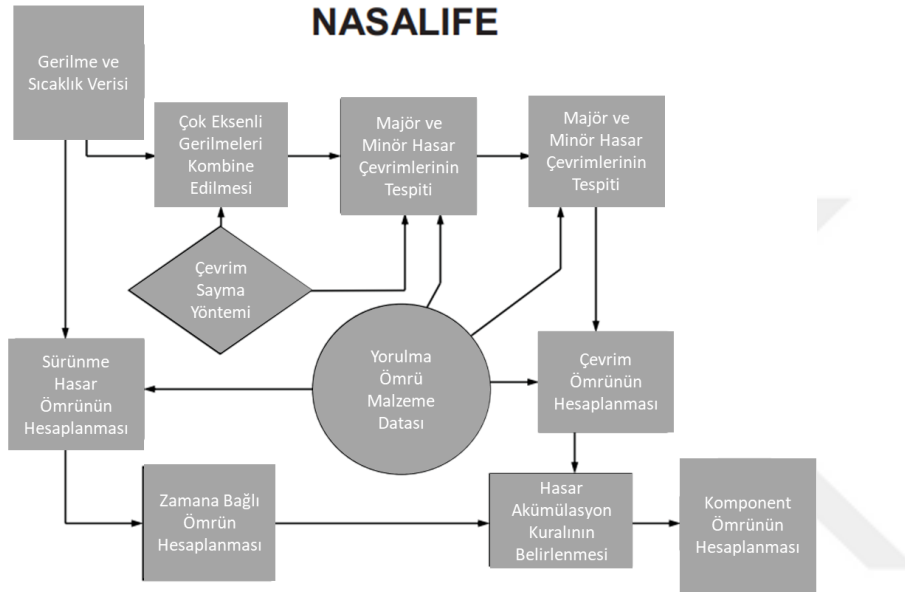 NASALIFE
Gerilme ve
Sıcaklık Verisi
Çok Eksenli
Gerilmeleri
Kombine
Edilmesi
Majör ve
Minör Hasar
Çevrimlerinin
Tespiti
Majör ve
Minör Hasar
Çevrimlerinin
Tespiti
Çevrim
Sayma
Yöntemi
Yorulma
Ömrü
Malzeme
Datası
Sürünme
Hasar
Ömrünün
Hesaplanması
Çevrim
Ömrünün
Hesaplanması
Zamana Bağlı
Ömrün
Hesaplanması
Hasar
Akümülasyon
Kuralının
Belirlenmesi
Komponent
Ömrünün
Hesaplanması